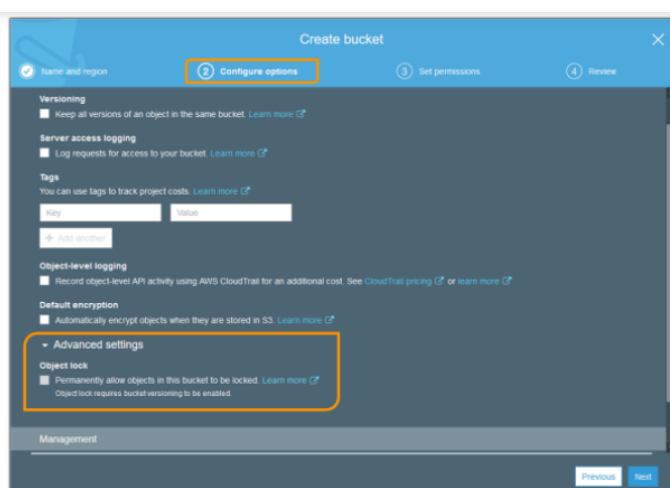 Create bucket
Name and region
2 Configure options
3 Set permissions
4 Review
Versioning
Keep all versions of an object in the same bucket. Learn more
Server access logging
Log requests for access to your bucket. Learn more
Tags
You can use tags to track project costs. Learn more
Key Value
+ Add another
Object-level logging
Record object-level API activity using AWS CloudTrail for an additional cost. See CloudTrail pricing or learn more
Default encryption
Automatically encrypt objects when they are stored in S3. Learn more
Advanced settings
Object lock
Permanently allow objects in this bucket to be locked. Learn more
Object lock requires bucket versioning to be enabled.
Management
Previous Next